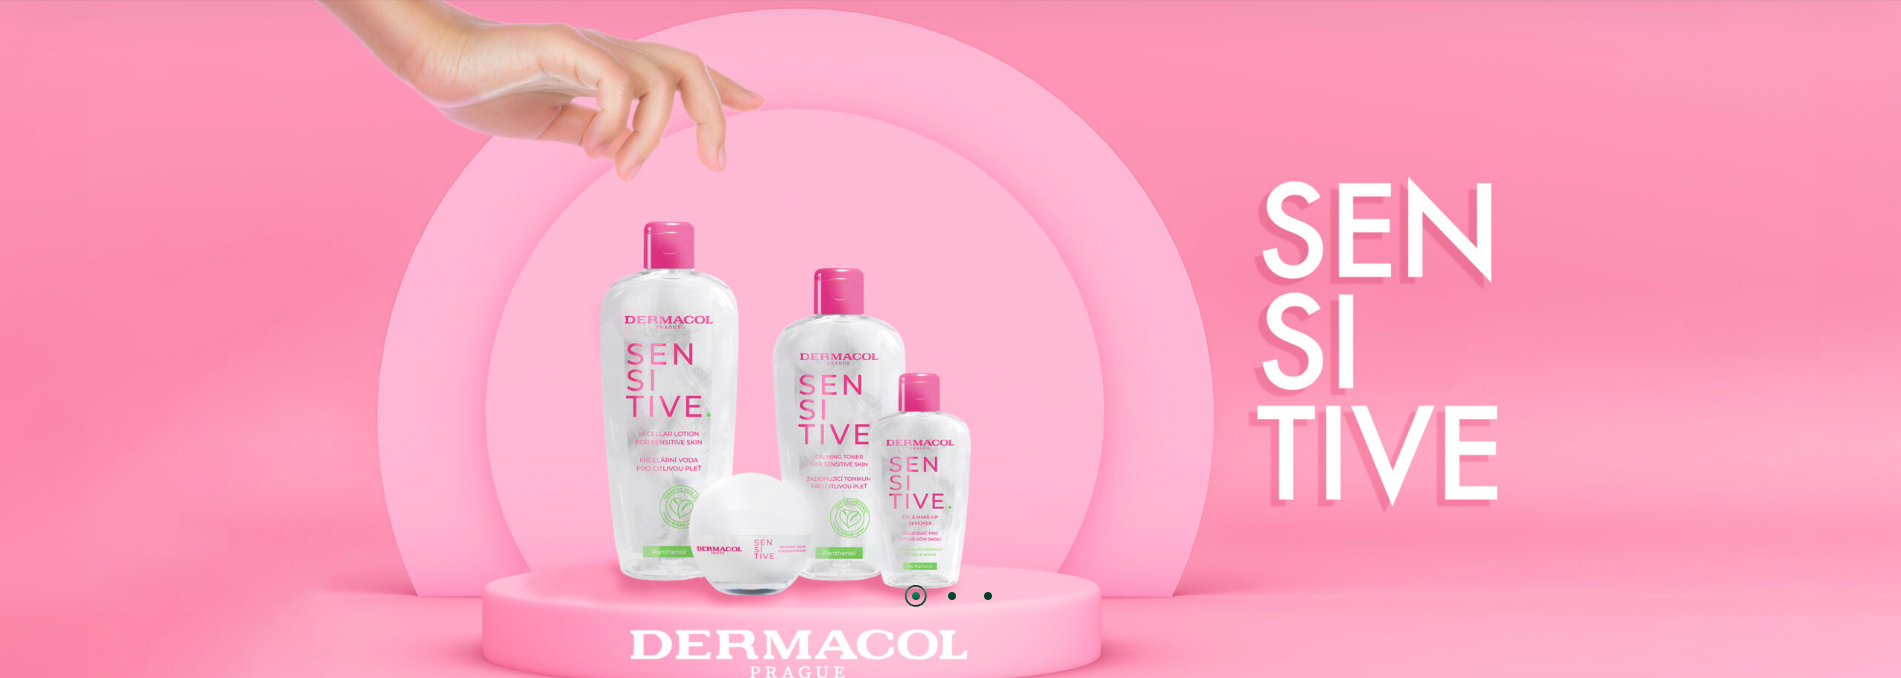 SEN
SI
TIVE
DERMACOL
PRAGUE
SEN
SI
TIVE.
MICELLAR LOTION
FOR SENSITIVE SKIN
MICELÁRNÍ VODA
PRO CITLIVOU PLEŤ
Panthenol
DERMACOL
PRAGUE
SEN
SI
TIVE
CALMING TONER
FOR SENSITIVE SKIN
ZKLIDŇUJÍCÍ TONIKUM
PRO CITLIVOU PLEŤ
Panthenol
DERMACOL
SEN
SI
TIVE.
EYE & MAKE-UP
REMOVER
DERMACOL
SEN
SI
TIVE.
DERMACOL
PRAGUE